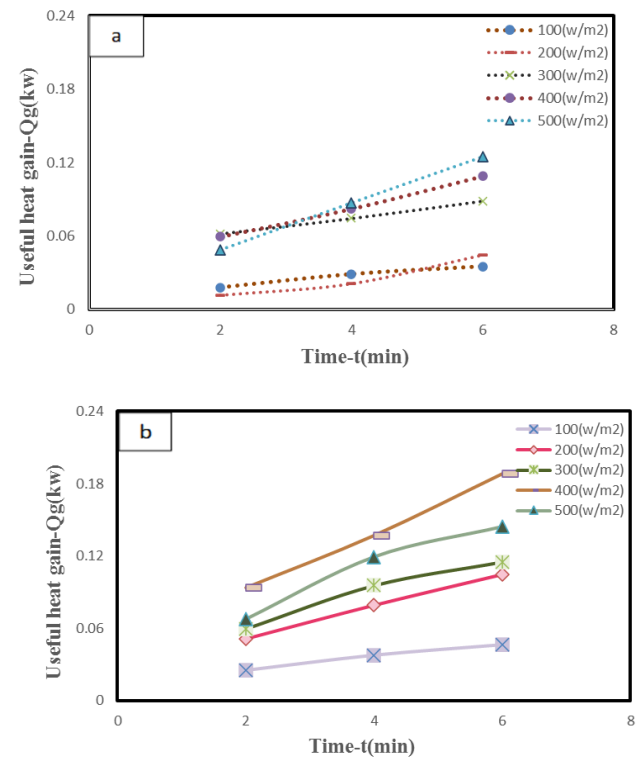 a
Useful heat gain-Qg(kw)
0.24
0.18
0.12
0.06
0
0
2
4
6
8
Time-t(min)
100(w/m2)
200(w/m2)
300(w/m2)
400(w/m2)
500(w/m2)
b
Useful heat gain-Qg(kw)
0.24
0.18
0.12
0.06
0
0
2
4
6
8
Time-t(min)
100(w/m2)
200(w/m2)
300(w/m2)
400(w/m2)
500(w/m2)